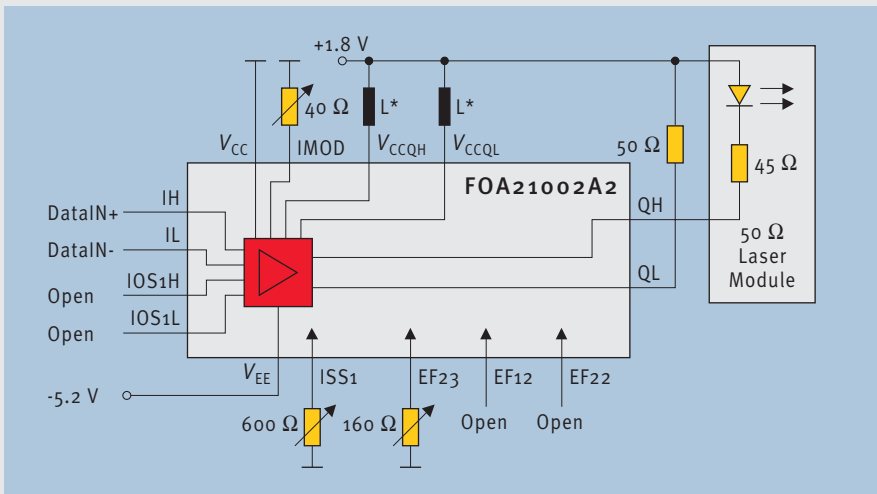 +1.8 V
40 Ω
L*
L*
V_CC
IMOD
V_CCQH
V_CCQL
50 Ω
45 Ω
FOA21002A2
DataIN+
IH
QH
DataIN-
IL
50 Ω
Laser
Module
Open
IOS1H
QL
Open
IOS1L
V_EE
ISS1
EF23
EF12
EF22
-5.2 V
600 Ω
160 Ω
Open
Open